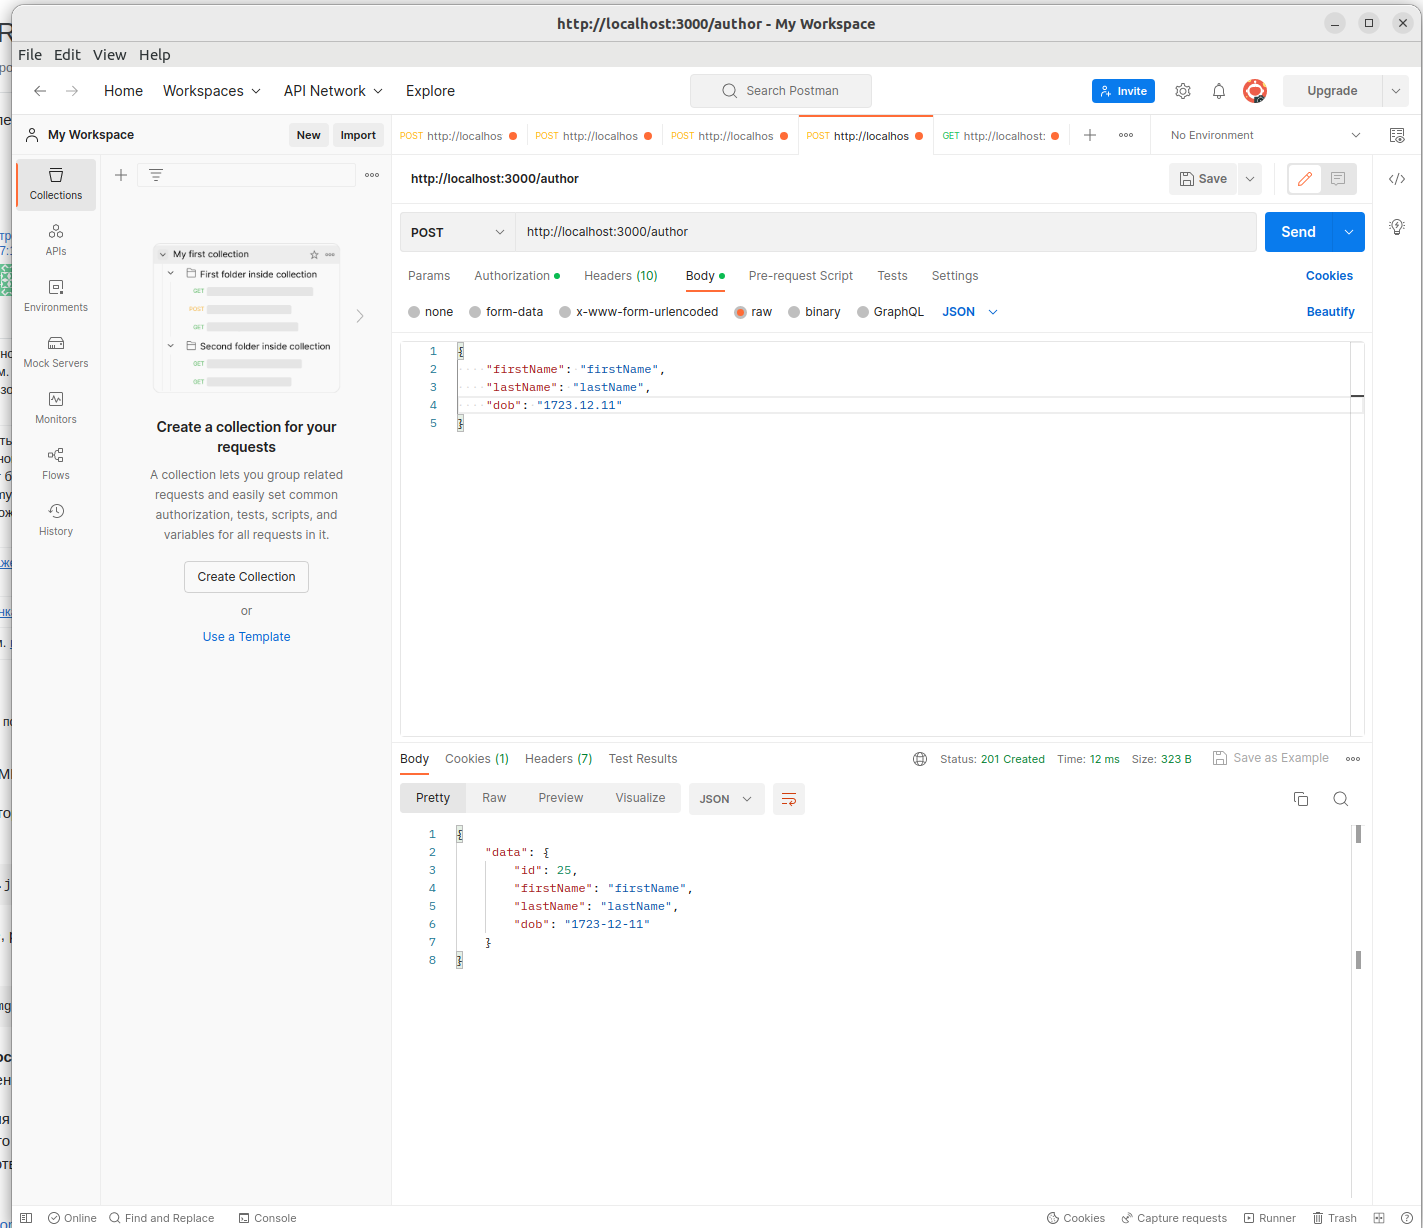 http://localhost:3000/author - My Workspace
File Edit View Help
Home Workspaces API Network Explore Search Postman Invite Upgrade
My Workspace New Import
POST http://localhos POST http://localhos POST http://localhos POST http://localhos GET http://localhost: No Environment
Collections
APIs
Environments
Mock Servers
Monitors
Flows
History
My first collection
First folder inside collection
GET
POST
GET
Second folder inside collection
GET
GET
Create a collection for your
requests
A collection lets you group related
requests and easily set common
authorization, tests, scripts, and
variables for all requests in it.
Create Collection
or
Use a Template
http://localhost:3000/author Save
POST http://localhost:3000/author Send
Params Authorization Headers (10) Body Pre-request Script Tests Settings Cookies
none form-data x-www-form-urlencoded raw binary GraphQL JSON Beautify
1 {
2 "firstName": "firstName",
3 "lastName": "lastName",
4 "dob": "1723.12.11"
5 }
Body Cookies (1) Headers (7) Test Results Status: 201 Created Time: 12 ms Size: 323 B Save as Example
Pretty Raw Preview Visualize JSON
1 {
2 "data": {
3 "id": 25,
4 "firstName": "firstName",
5 "lastName": "lastName",
6 "dob": "1723-12-11"
7 }
8 }
Online Find and Replace Console Cookies Capture requests Runner Trash